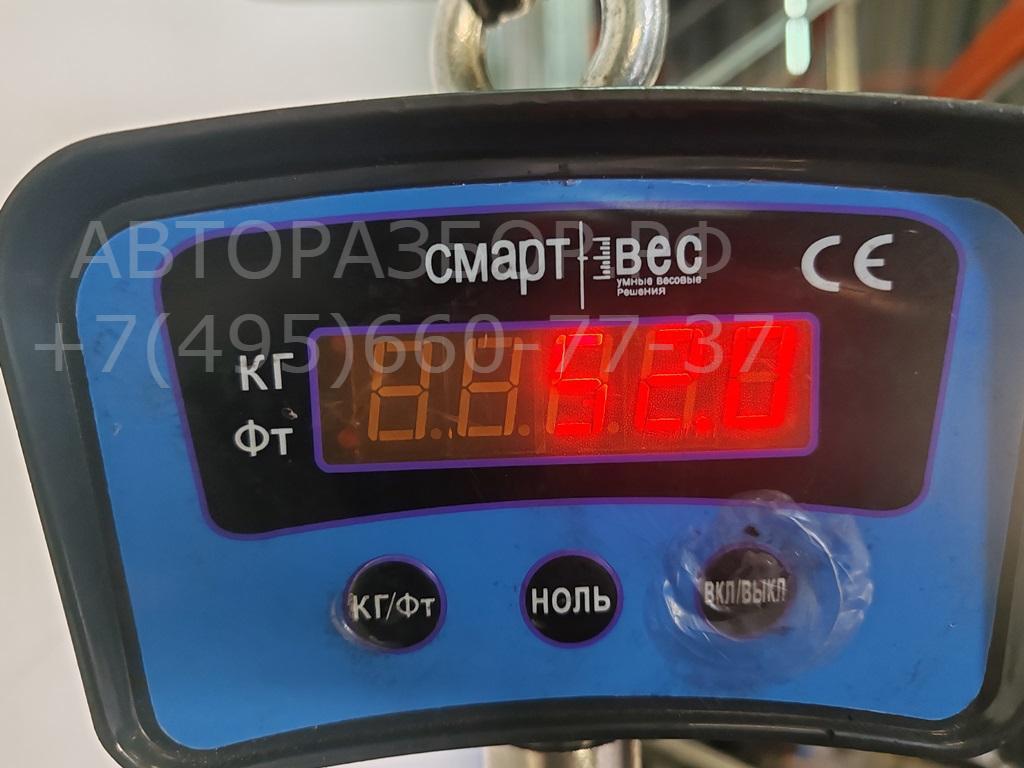 АВТОРАЗБОР.РФ
смарт вес
умные весовые
решения
CE
+7(495)660-77-37
КГ
Фт
52.0
КГ/Фт
НОЛЬ
ВКЛ/ВЫКЛ